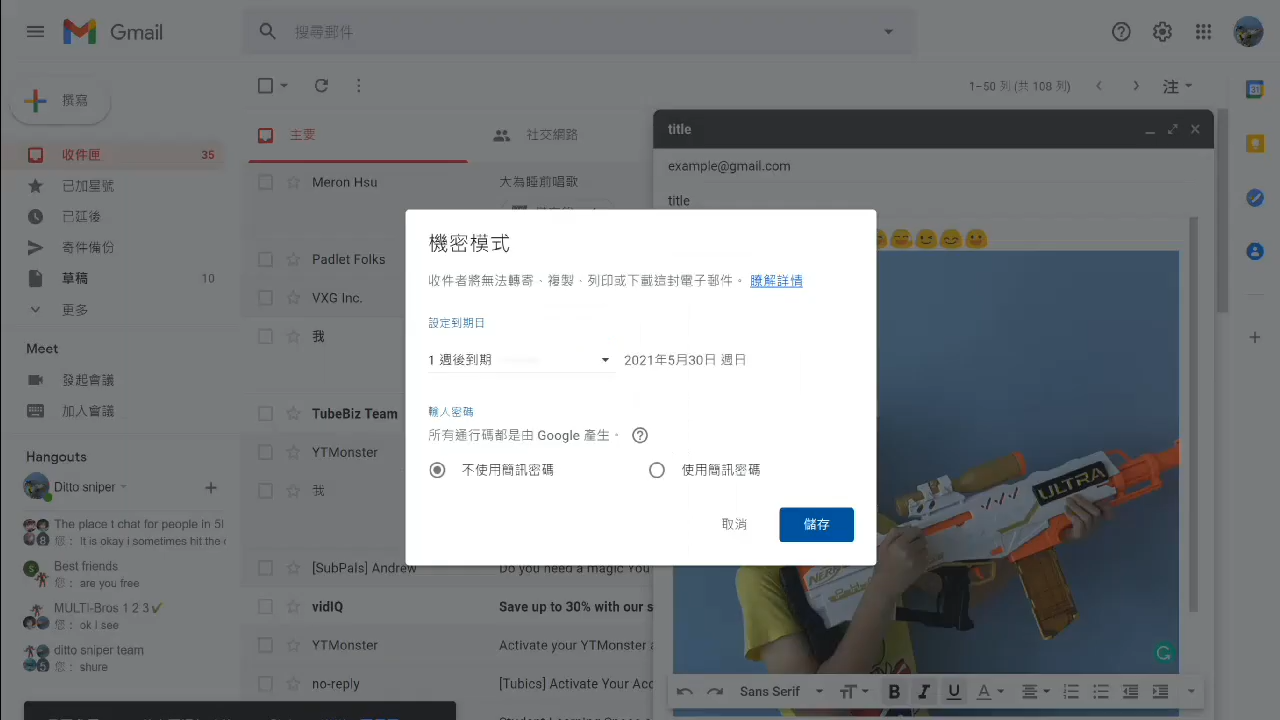 Gmail
搜尋郵件
1–50 列 (共 108 列)
注
撰寫
收件匣 35
已加星號
已延後
寄件備份
草稿 10
更多
Meet
發起會議
加入會議
Hangouts
Ditto sniper
The place t chat for people in 5l
您： It is okay i sometimes hit the
Best friends
您： are you free
MULTI-Bros 1 2 3
您： ok i see
ditto sniper team
您： shure
主要
社交網路
Meron Hsu
大為睡前唱歌
Padlet Folks
VXG Inc.
我
TubeBiz Team
YTMonster
我
[SubPals] Andrew
Do you need a magic You
vidIQ
Save up to 30% with our s
YTMonster
Activate your YTMonster a
no-reply
[Tubics] Activate Your Acc
title
example@gmail.com
title
機密模式
收件者將無法轉寄、複製、列印或下載這封電子郵件。 瞭解詳情
設定到期日
1 週後到期
2021年5月30日 週日
輸入密碼
所有通行碼都是由 Google 產生。
不使用簡訊密碼
使用簡訊密碼
取消
儲存
ULTRA
NERF
Sans Serif
B I U A